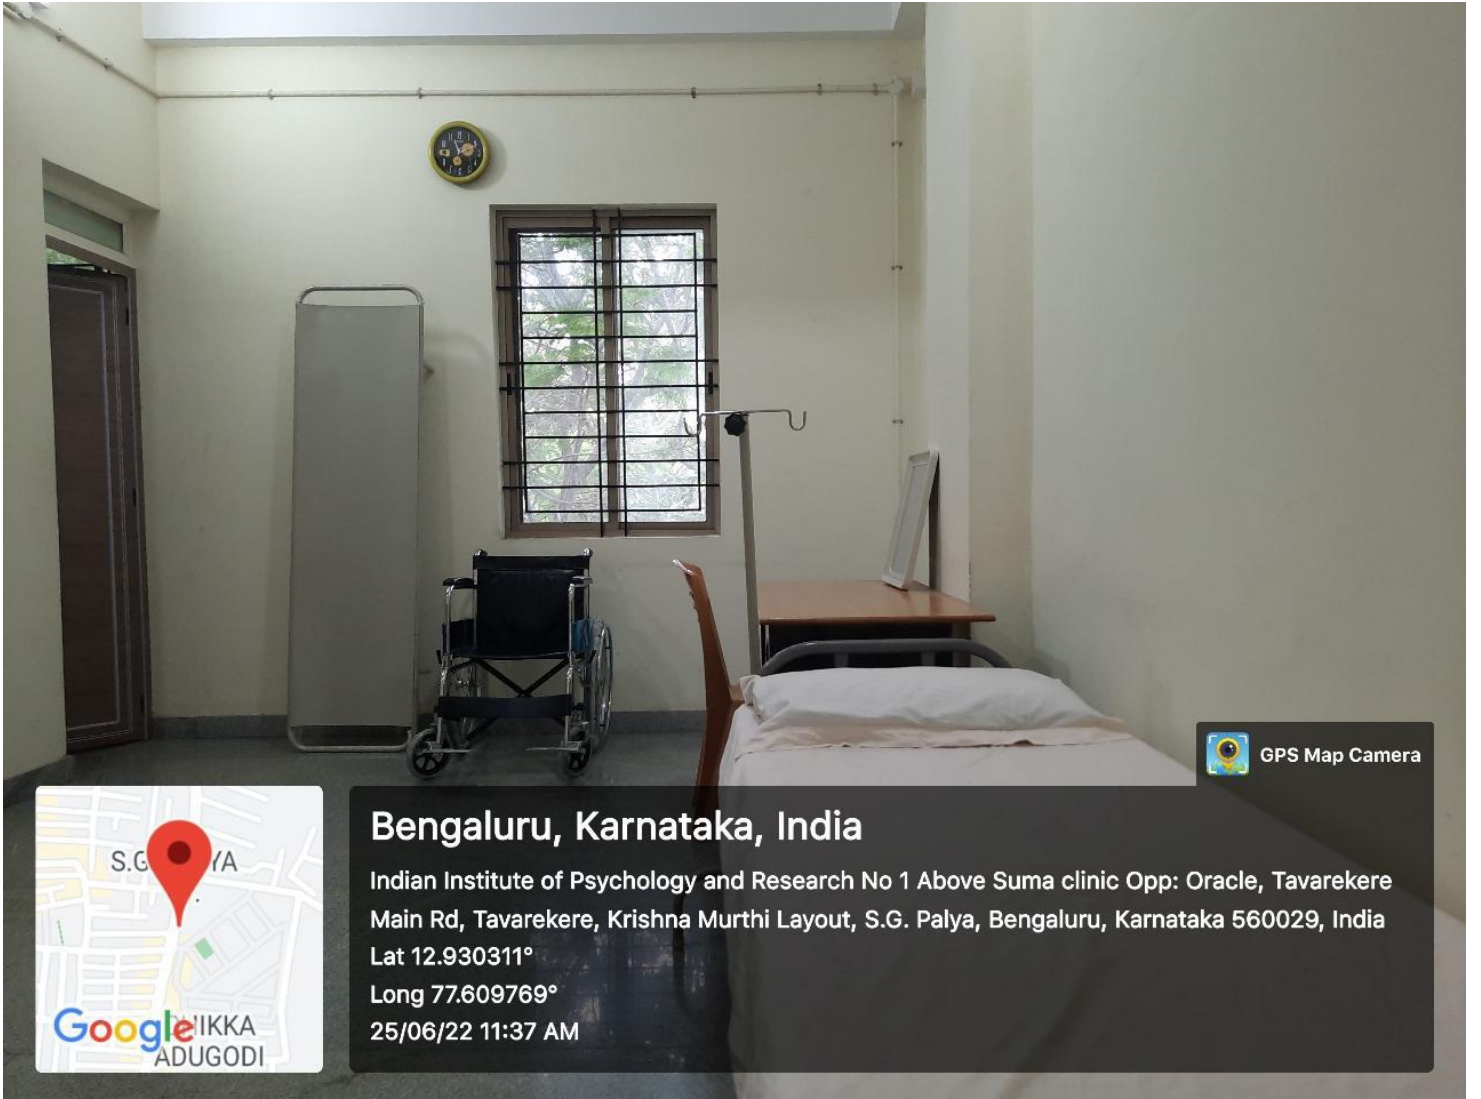 GPS Map Camera
Bengaluru, Karnataka, India
Indian Institute of Psychology and Research No 1 Above Suma clinic Opp: Oracle, Tavarekere
Main Rd, Tavarekere, Krishna Murthi Layout, S.G. Palya, Bengaluru, Karnataka 560029, India
Lat 12.930311°
Long 77.609769°
25/06/22 11:37 AM
Google
ADUGODI